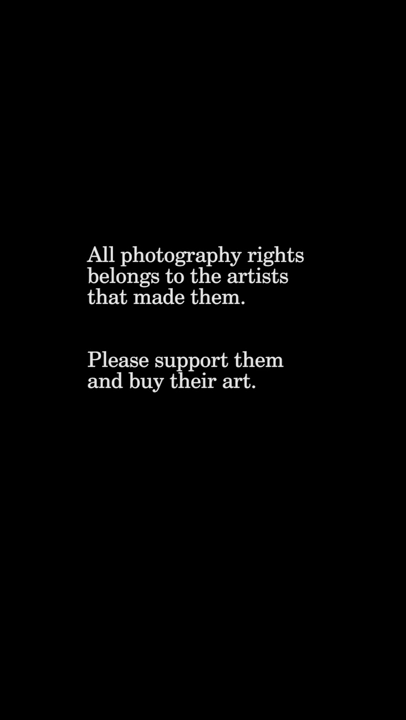 All photography rights
belongs to the artists
that made them.
Please support them
and buy their art.